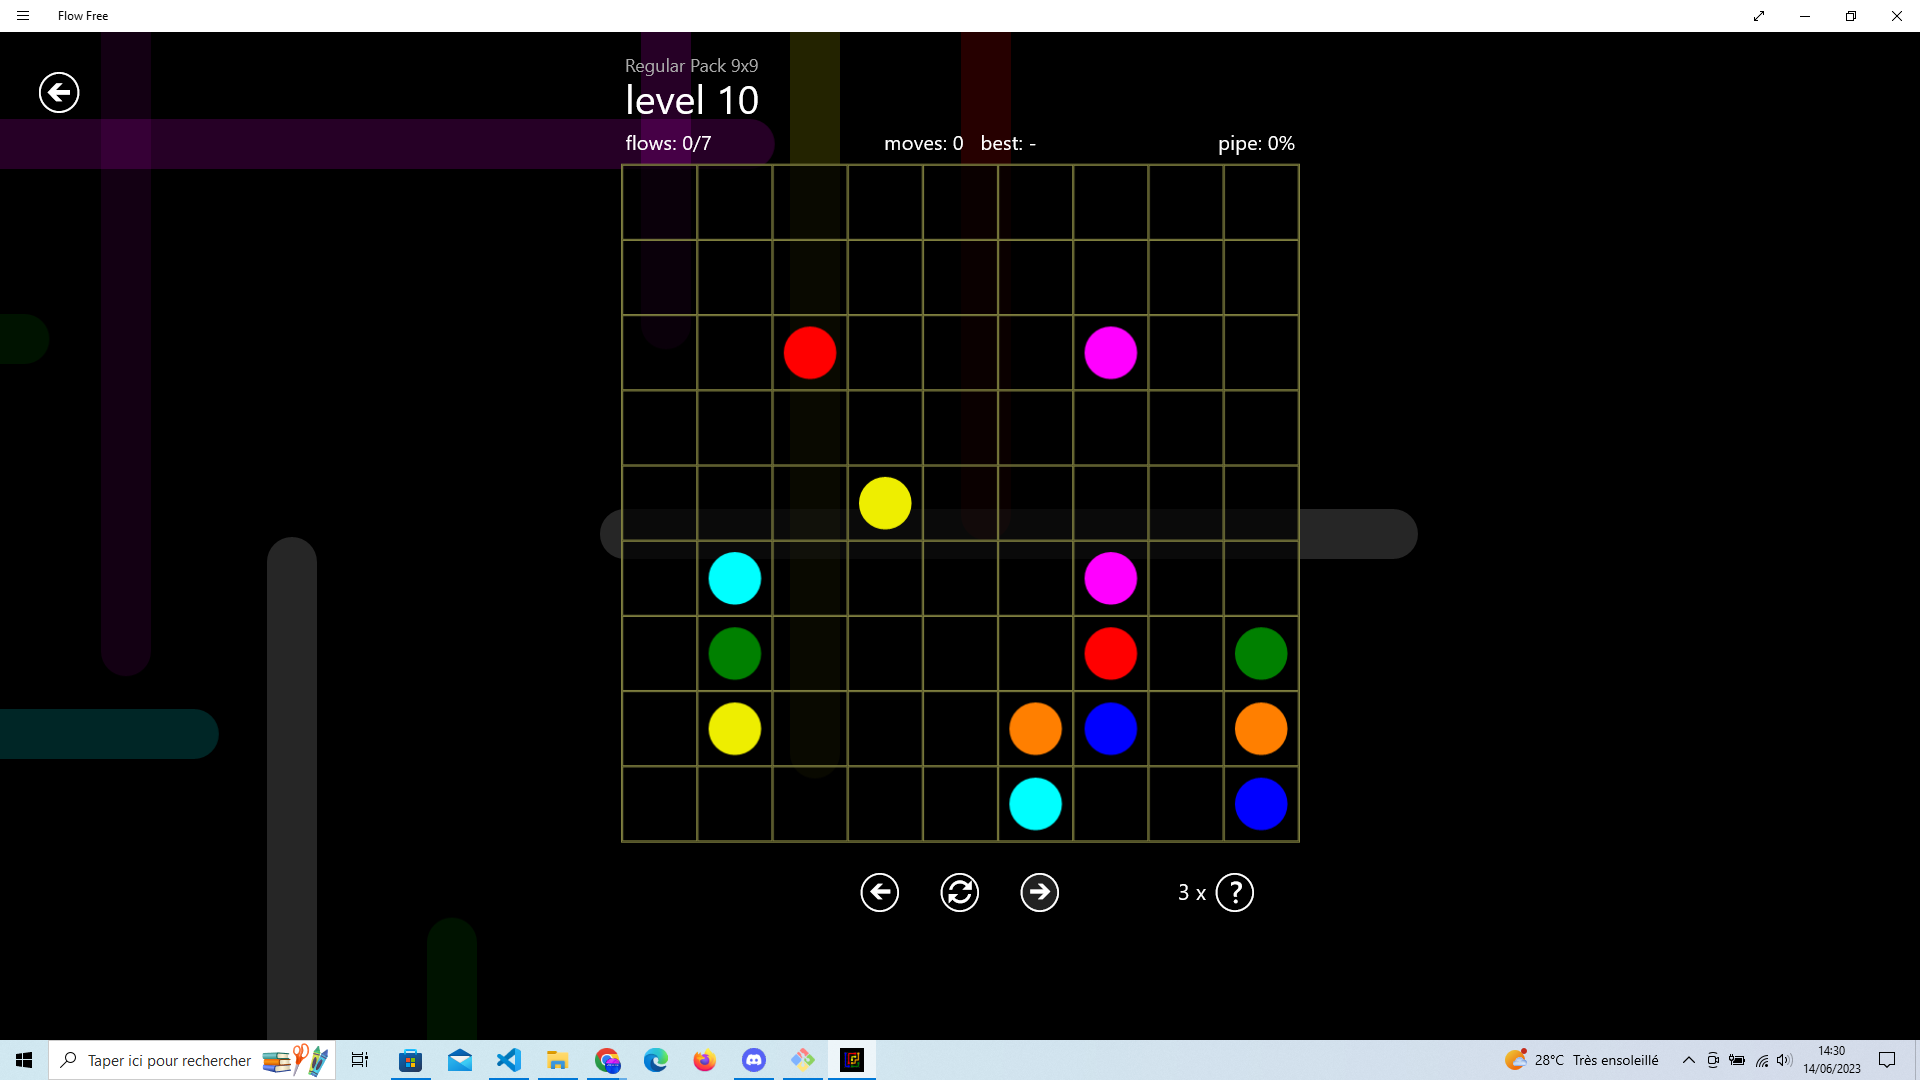 Flow Free
Regular Pack 9x9
level 10
flows: 0/7 moves: 0 best: - pipe: 0%
3 x ?
Taper ici pour rechercher
28°C Très ensoleillé
14:30
14/06/2023